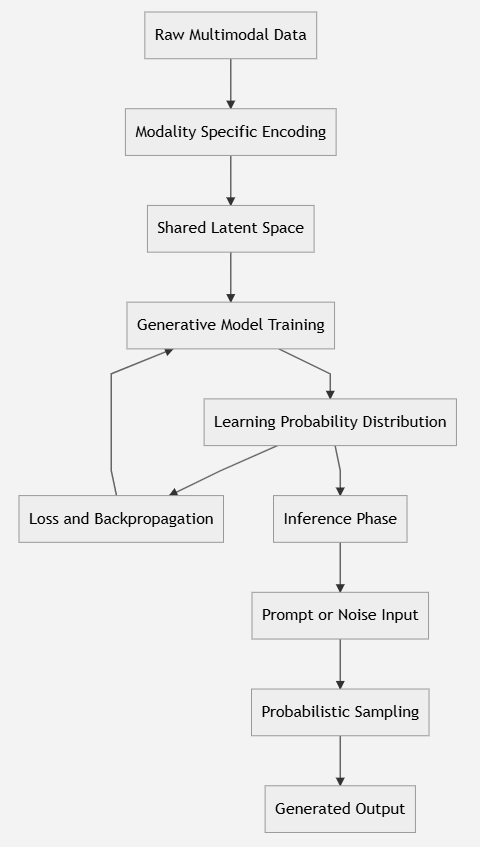 Raw Multimodal Data
Modality Specific Encoding
Shared Latent Space
Generative Model Training
Learning Probability Distribution
Loss and Backpropagation
Inference Phase
Prompt or Noise Input
Probabilistic Sampling
Generated Output